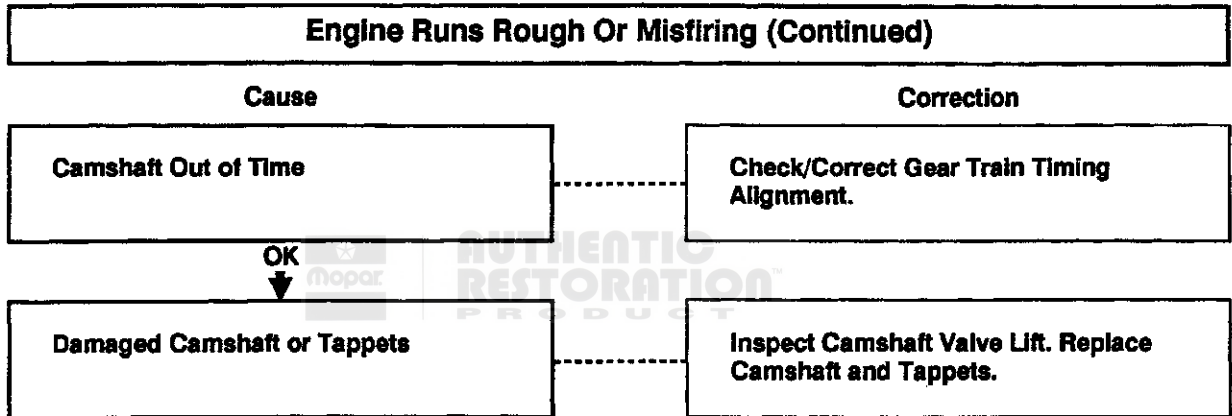 Engine Runs Rough Or Misfiring (Continued)
Cause
Correction
Camshaft Out of Time
Check/Correct Gear Train Timing
Alignment.
OK
Mopar
AUTHENTIC
RESTORATION™
PRODUCT
Damaged Camshaft or Tappets
Inspect Camshaft Valve Lift. Replace
Camshaft and Tappets.